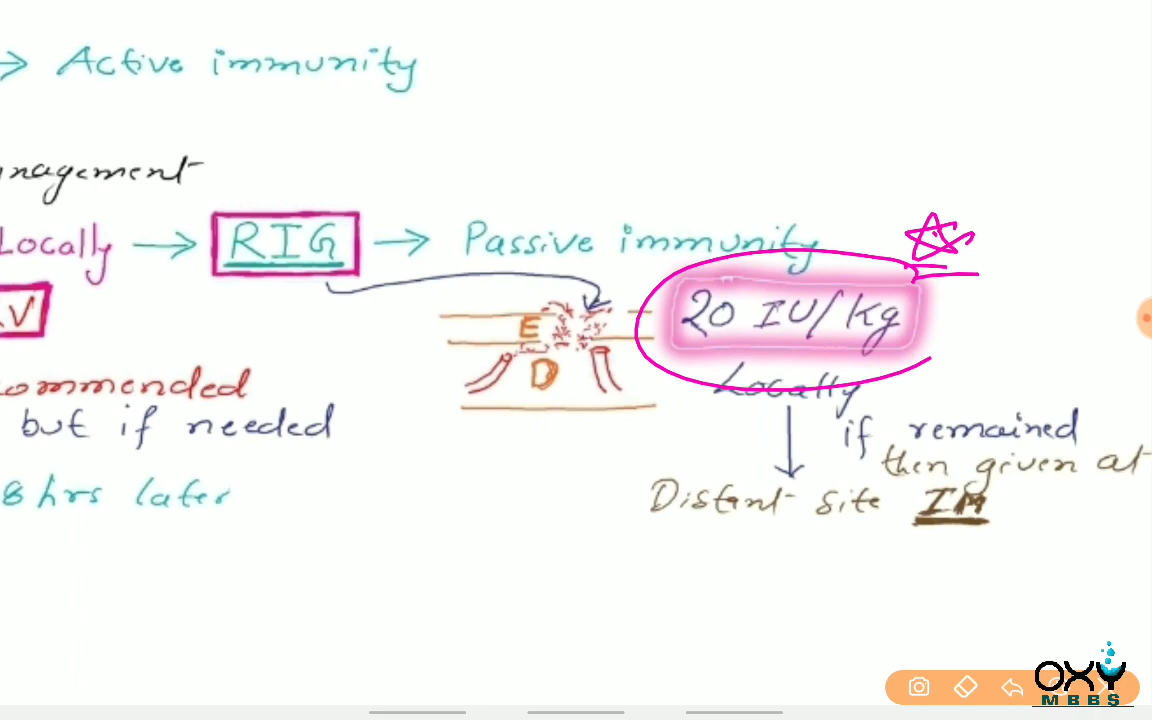 → Active immunity
nagement
Locally → RIG → Passive immunity
V
20 IU/Kg
E
D
commended
Locally
but if needed
if remained
then given at
8 hrs later
Distant site IM
OXY
MBBS